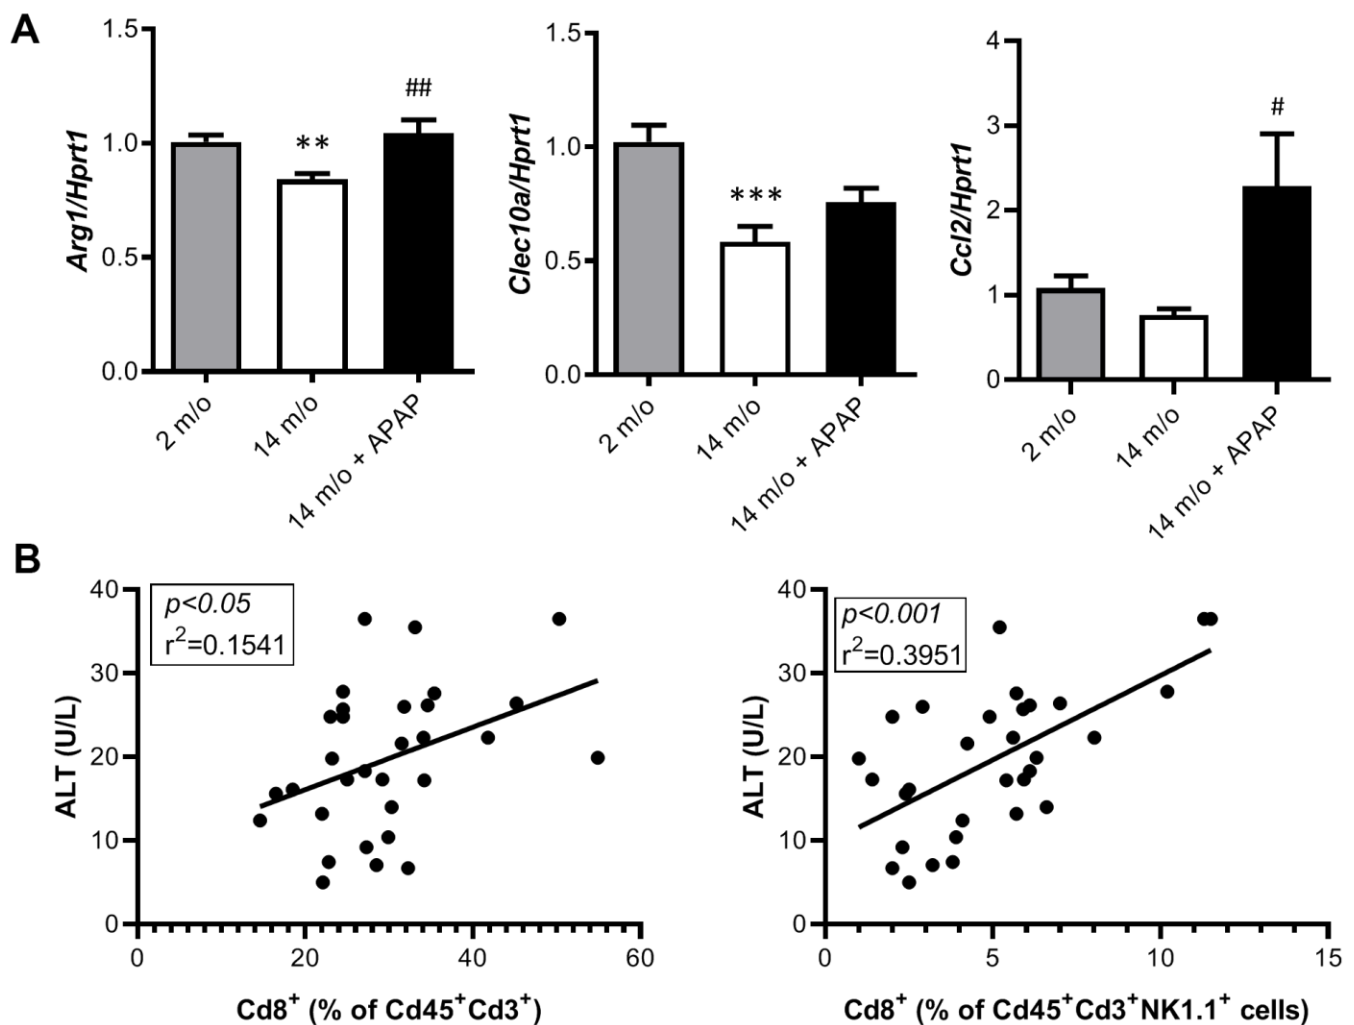 A
Arg1/Hprt1
1.5
1.0
0.5
0.0
**
##
2 m/o
14 m/o
14 m/o + APAP
Clec10a/Hprt1
1.5
1.0
0.5
0.0
***
2 m/o
14 m/o
14 m/o + APAP
Ccl2/Hprt1
4
3
2
1
0
#
2 m/o
14 m/o
14 m/o + APAP
B
ALT (U/L)
40
30
20
10
0
p<0.05
r²=0.1541
0 20 40 60
Cd8⁺ (% of Cd45⁺Cd3⁺)
ALT (U/L)
40
30
20
10
0
p<0.001
r²=0.3951
0 5 10 15
Cd8⁺ (% of Cd45⁺Cd3⁺NK1.1⁺ cells)